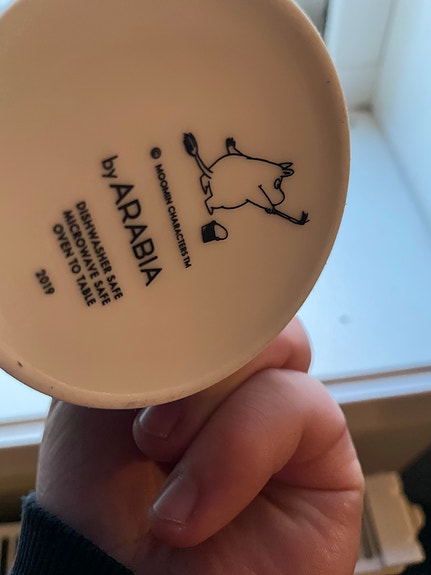 © MOOMIN CHARACTERS™
by ARABIA
DISHWASHER SAFE
MICROWAVE SAFE
OVEN TO TABLE
2019